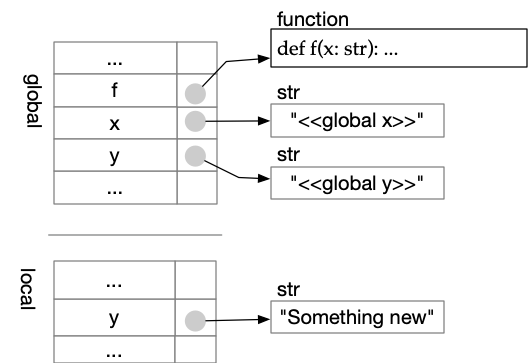 function
def f(x: str): ...
...
f
x
y
...
global
str
"<<global x>>"
str
"<<global y>>"
local
...
y
...
str
"Something new"